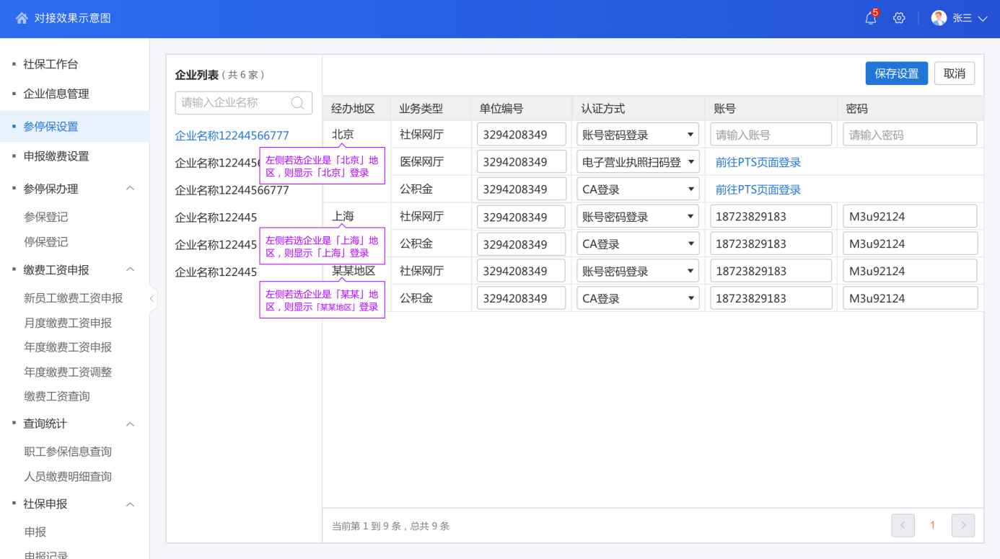 对接效果示意图
5
张三
社保工作台
企业信息管理
参停保设置
申报缴费设置
参停保办理
参保登记
停保登记
缴费工资申报
新员工缴费工资申报
月度缴费工资申报
年度缴费工资申报
年度缴费工资调整
缴费工资查询
查询统计
职工参保信息查询
人员缴费明细查询
社保申报
申报
申报记录
企业列表 ( 共 6 家 )
请输入企业名称
企业名称12244566777
企业名称1224456
企业名称12244566777
企业名称122445
企业名称122445
企业名称122445
保存设置 取消
经办地区 业务类型 单位编号 认证方式 账号 密码
北京 社保网厅 3294208349 账号密码登录 请输入账号 请输入密码
左侧若选企业是「北京」地
区，则显示「北京」登录
医保网厅 3294208349 电子营业执照扫码登 前往PTS页面登录
公积金 3294208349 CA登录 前往PTS页面登录
上海 社保网厅 3294208349 账号密码登录 18723829183 M3u92124
左侧若选企业是「上海」地
区，则显示「上海」登录
公积金 3294208349 CA登录 18723829183 M3u92124
某某地区 社保网厅 3294208349 账号密码登录 18723829183 M3u92124
左侧若选企业是「某某」地
区，则显示「某某地区」登录
公积金 3294208349 CA登录 18723829183 M3u92124
当前第 1 到 9 条，总共 9 条
1